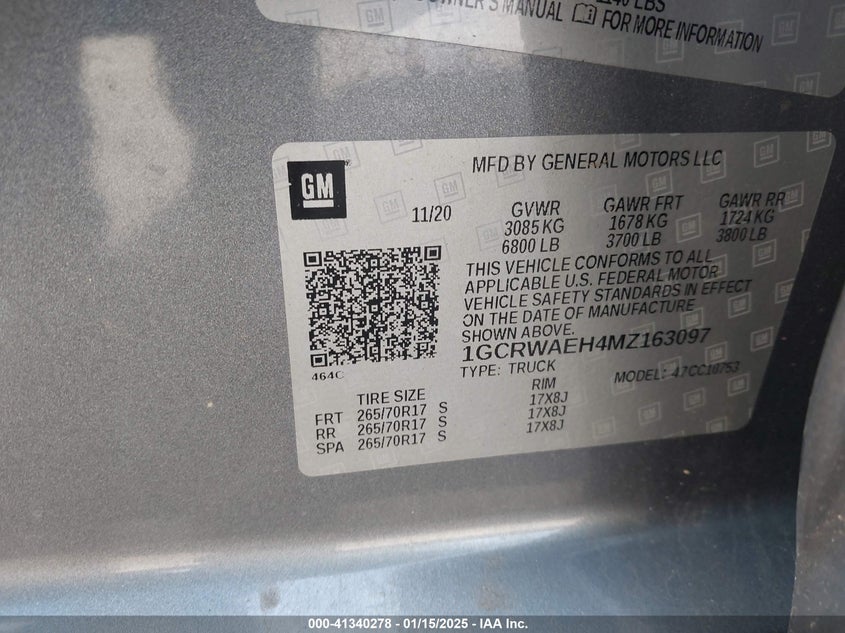 OWNER'S MANUAL FOR MORE INFORMATION
GM
MFD BY GENERAL MOTORS LLC
11/20
GVWR GAWR FRT GAWR RR
3085 KG 1678 KG 1724 KG
6800 LB 3700 LB 3800 LB
THIS VEHICLE CONFORMS TO ALL
APPLICABLE U.S. FEDERAL MOTOR
VEHICLE SAFETY STANDARDS IN EFFECT
ON THE DATE OF MANUFACTURE
SHOWN ABOVE.
1GCRWAEH4MZ163097
TYPE: TRUCK MODEL: 47CC10753
464C
TIRE SIZE RIM
FRT 265/70R17 S 17X8J
RR 265/70R17 S 17X8J
SPA 265/70R17 S 17X8J
000-41340278 - 01/15/2025 - IAA Inc.